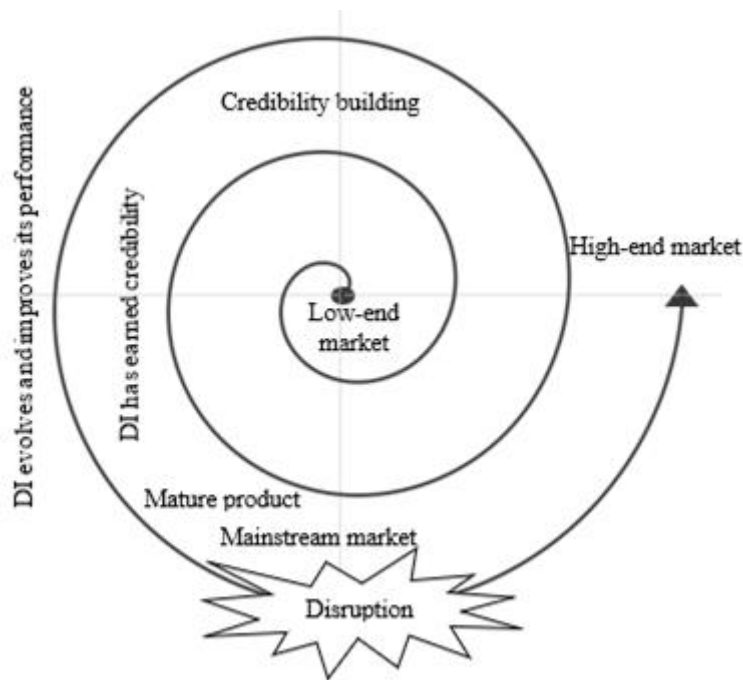 Credibility building
DI evolves and improves its performance
DI has earned credibility
High-end market
Low-end
market
Mature product
Mainstream market
Disruption